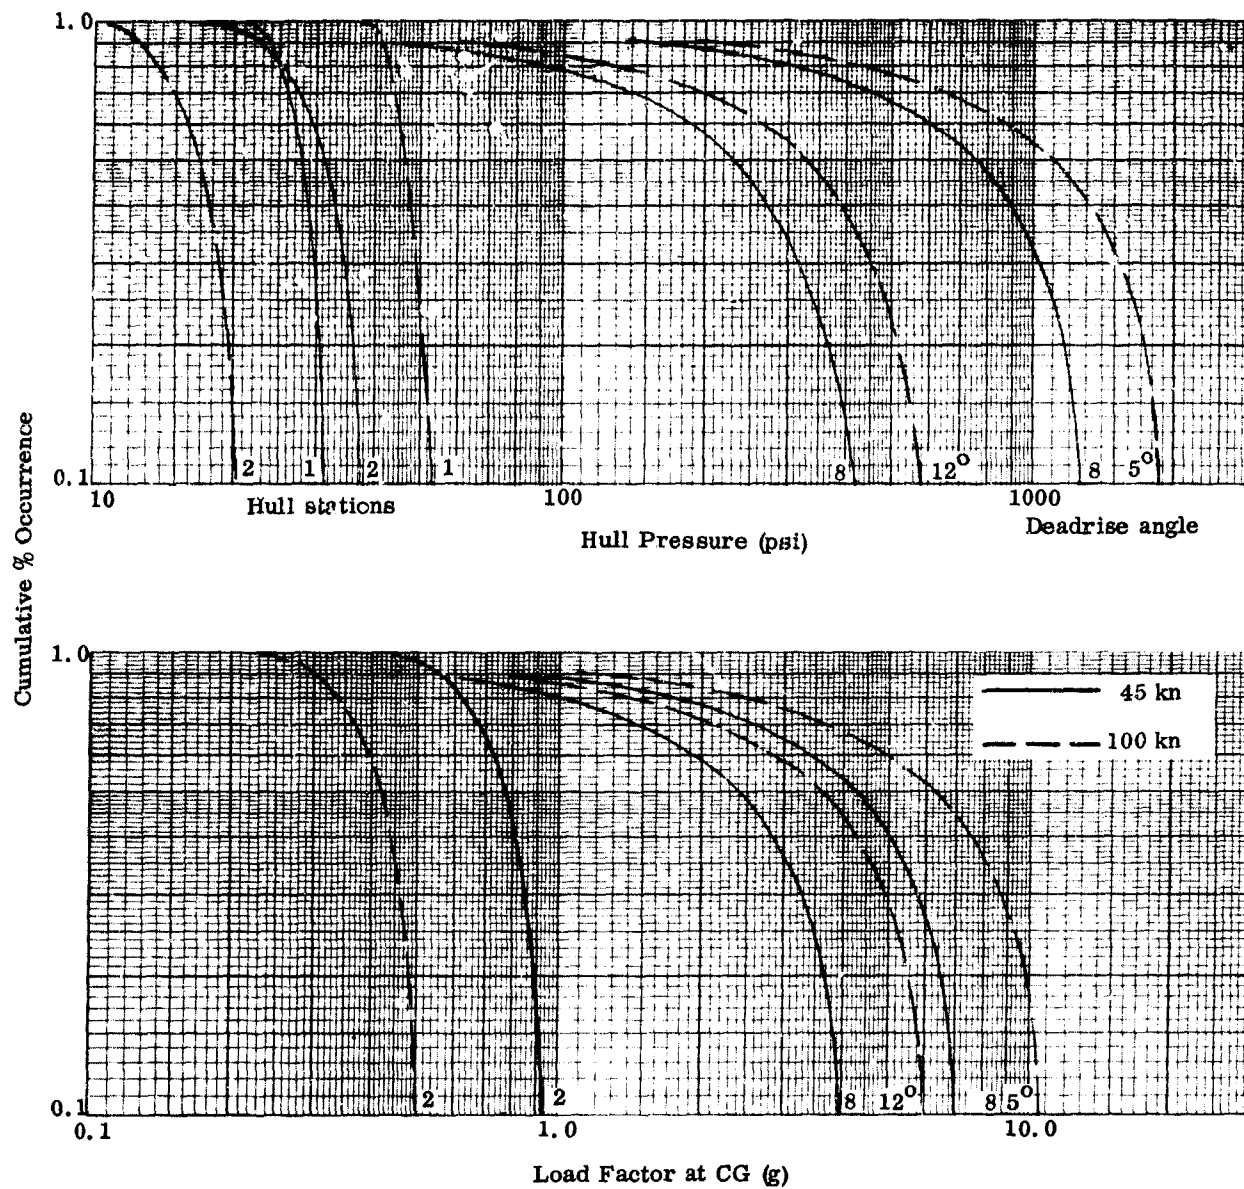 1.0
0.1
2 1 2 1 8 12° 8 5°
10 100 1000
Hull stations
Deadrise angle
Hull Pressure (psi)
Cumulative % Occurrence
1.0
45 kn
100 kn
0.1
2 2 8 12° 8 5°
0.1 1.0 10.0
Load Factor at CG (g)